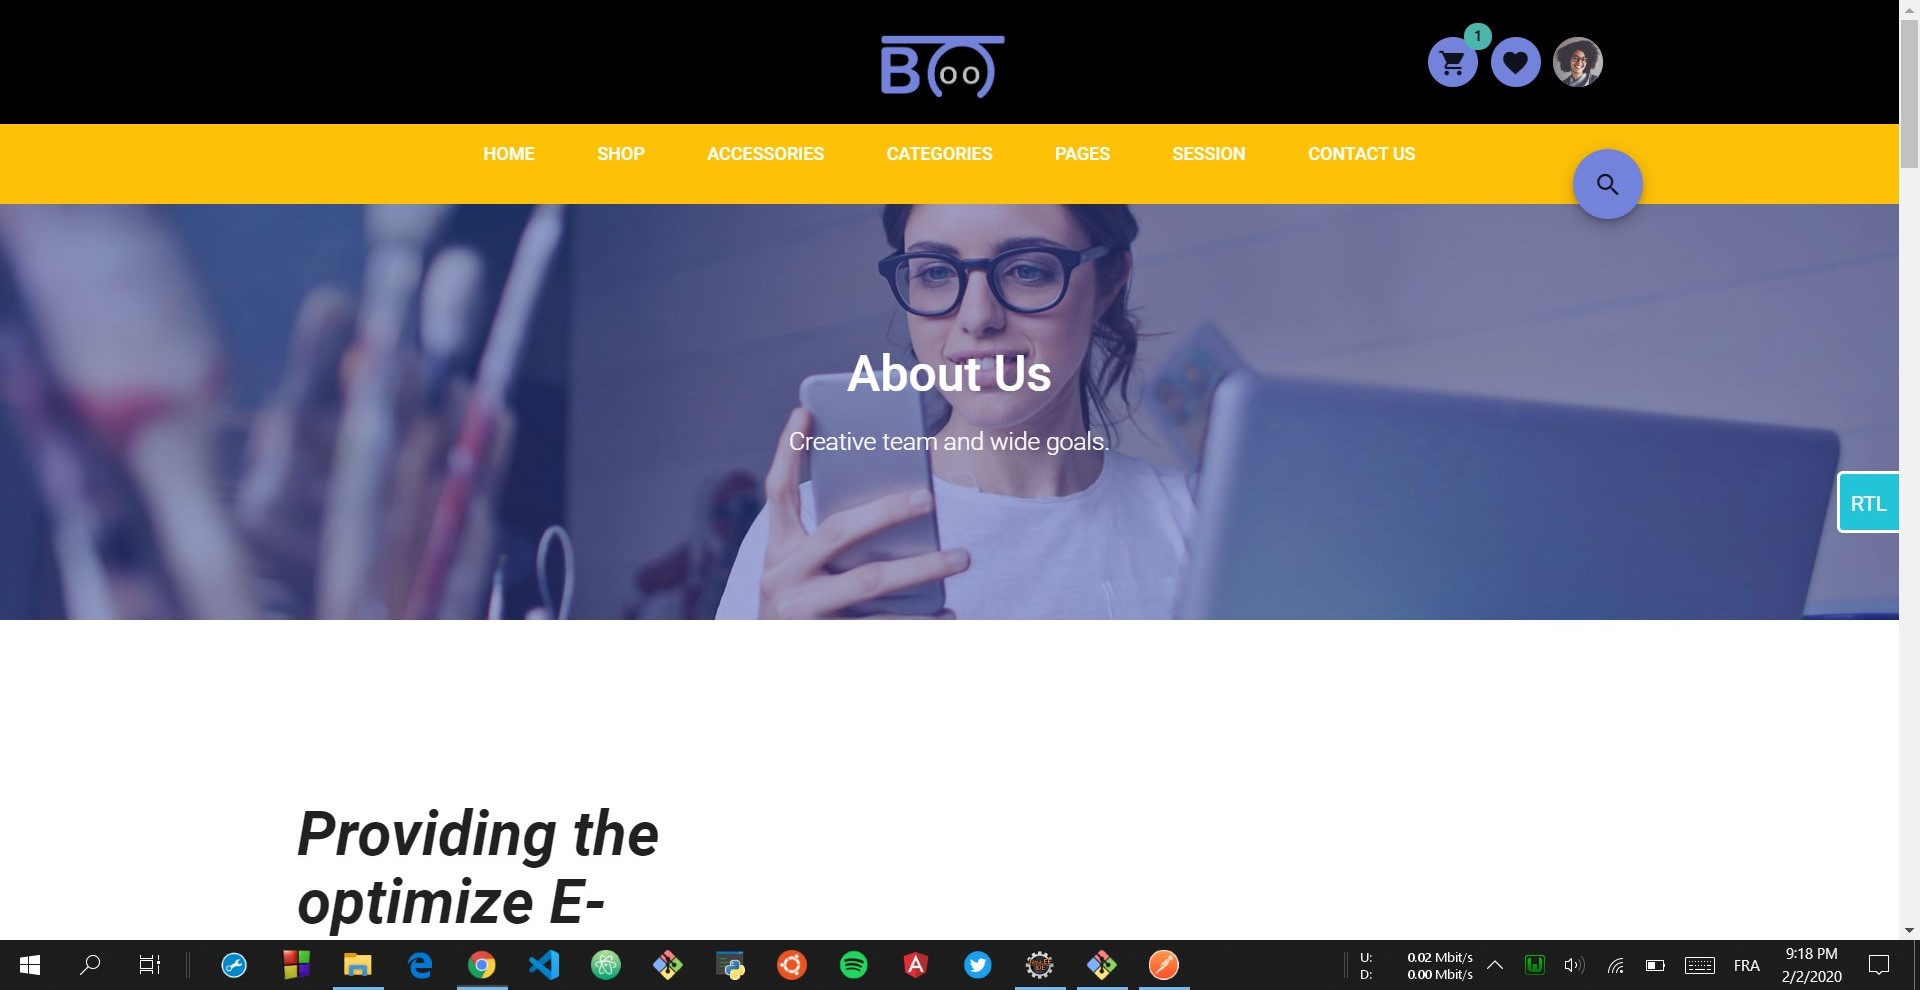 Boo
1
HOME SHOP ACCESSORIES CATEGORIES PAGES SESSION CONTACT US
About Us
Creative team and wide goals.
RTL
Providing the
optimize E-
U: 0.02 Mbit/s
D: 0.00 Mbit/s
FRA
9:18 PM
2/2/2020